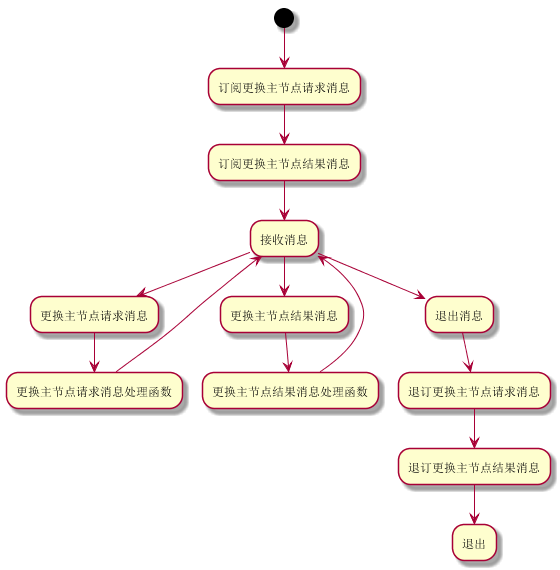 订阅更换主节点请求消息
订阅更换主节点结果消息
接收消息
更换主节点请求消息
更换主节点结果消息
退出消息
更换主节点请求消息处理函数
更换主节点结果消息处理函数
退订更换主节点请求消息
退订更换主节点结果消息
退出